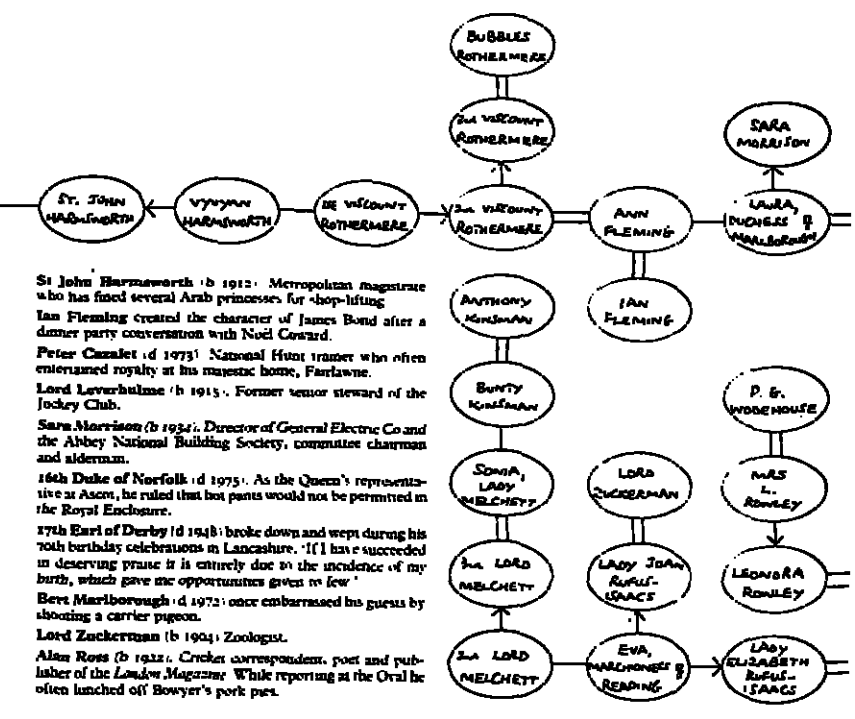 BUBBLES
ROTHERMERE
3rd VISCOUNT
ROTHERMERE
SARA
MORRISON
ST. JOHN
HARMSWORTH
VYVYAN
HARMSWORTH
1st VISCOUNT
ROTHERMERE
2nd VISCOUNT
ROTHERMERE
ANN
FLEMING
LAURA,
DUCHESS OF
MARLBOROUGH
IAN
FLEMING
St John Harmsworth (b 1912). Metropolitan magistrate
who has fined several Arab princesses for shop-lifting
Ian Fleming created the character of James Bond after a
dinner party conversation with Noël Coward.
Peter Cazalet (d 1973) National Hunt trainer who often
entertained royalty at his majestic home, Fairlawne.
Lord Leverhulme (b 1915). Former senior steward of the
Jockey Club.
Sara Morrison (b 1934). Director of General Electric Co and
the Abbey National Building Society, committee chairman
and alderman.
16th Duke of Norfolk (d 1975). As the Queen's representa-
tive at Ascot, he ruled that hot pants would not be permitted in
the Royal Enclosure.
17th Earl of Derby (d 1948) broke down and wept during his
70th birthday celebrations in Lancashire. 'If I have succeeded
in deserving praise it is entirely due to the incidence of my
birth, which gave me opportunities given to few'
Bert Marlborough (d 1972) once embarrassed his guests by
shooting a carrier pigeon.
Lord Zuckerman (b 1904) Zoologist.
Alan Ross (b 1922). Cricket correspondent, poet and pub-
lisher of the London Magazine While reporting at the Oval he
often lunched off Bowyer's pork pies.
ANTHONY
KINSMAN
BUNTY
KINSMAN
SONIA,
LADY
MELCHETT
3rd LORD
MELCHETT
2nd LORD
MELCHETT
LORD
ZUCKERMAN
LADY JOAN
RUFUS-
ISAACS
EVA,
MARCHIONESS OF
READING
P. G.
WODEHOUSE
MRS
L.
ROWLEY
LEONORA
ROWLEY
LADY
ELIZABETH
RUFUS-
ISAACS